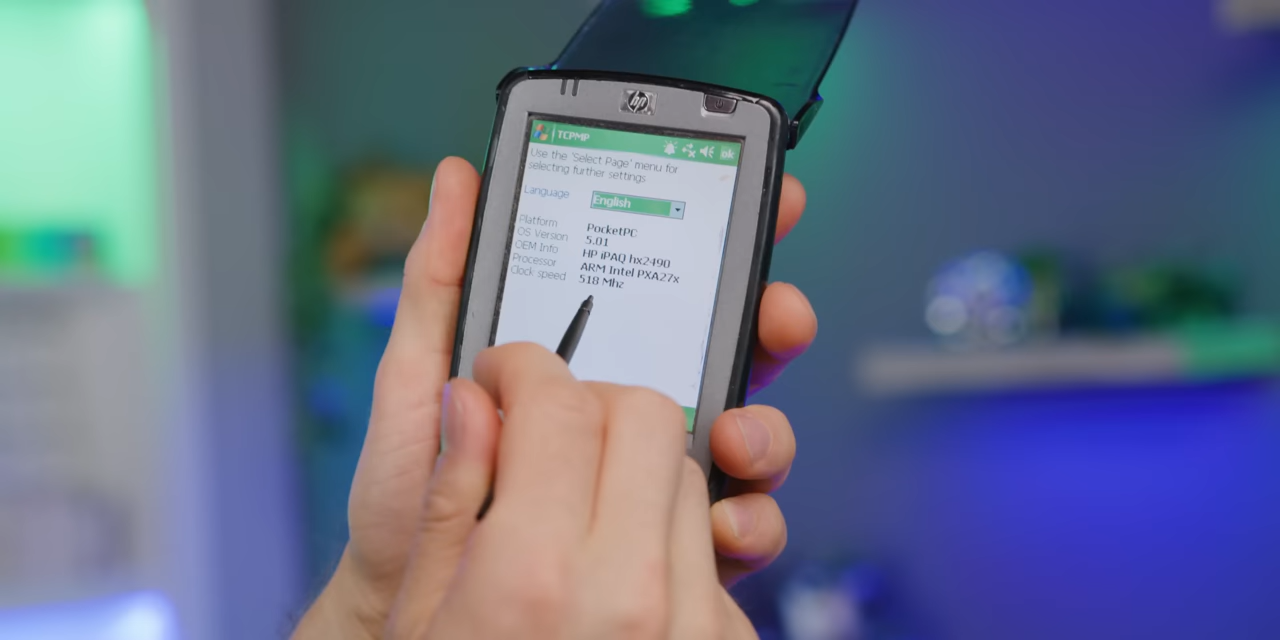 hp
TCPMP
ok
Use the 'Select Page' menu for
selecting further settings
Language English
Platform PocketPC
OS Version 5.01
OEM Info HP iPAQ hx2490
Processor ARM Intel PXA27x
Clock speed 518 Mhz